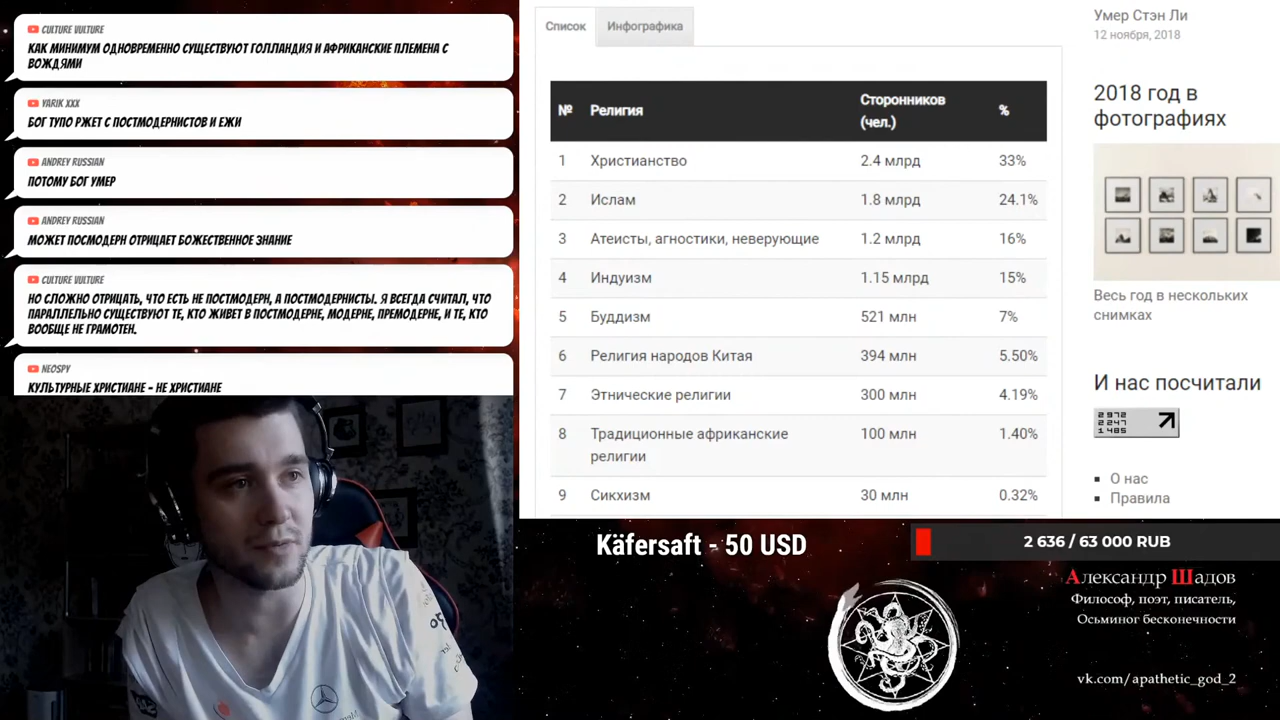 CULTURE VULTURE
КАК МИНИМУМ ОДНОВРЕМЕННО СУЩЕСТВУЮТ ГОЛЛАНДИЯ И АФРИКАНСКИЕ ПЛЕМЕНА С
ВОЖДЯМИ
YARIK XXX
БОГ ТУПО РЖЕТ С ПОСТМОДЕРНИСТОВ И ЕЖИ
ANDREY RUSSIAN
ПОТОМУ БОГ УМЕР
ANDREY RUSSIAN
МОЖЕТ ПОСМОДЕРН ОТРИЦАЕТ БОЖЕСТВЕННОЕ ЗНАНИЕ
CULTURE VULTURE
НО СЛОЖНО ОТРИЦАТЬ, ЧТО ЕСТЬ НЕ ПОСТМОДЕРН, А ПОСТМОДЕРНИСТЫ. Я ВСЕГДА СЧИТАЛ, ЧТО
ПАРАЛЛЕЛЬНО СУЩЕСТВУЮТ ТЕ, КТО ЖИВЕТ В ПОСТМОДЕРНЕ, МОДЕРНЕ, ПРЕМОДЕРНЕ, И ТЕ, КТО
ВООБЩЕ НЕ ГРАМОТЕН.
NEOSPY
КУЛЬТУРНЫЕ ХРИСТИАНЕ - НЕ ХРИСТИАНЕ
Список Инфографика
№ Религия Сторонников (чел.) %
1 Христианство 2.4 млрд 33%
2 Ислам 1.8 млрд 24.1%
3 Атеисты, агностики, неверующие 1.2 млрд 16%
4 Индуизм 1.15 млрд 15%
5 Буддизм 521 млн 7%
6 Религия народов Китая 394 млн 5.50%
7 Этнические религии 300 млн 4.19%
8 Традиционные африканские религии 100 млн 1.40%
9 Сикхизм 30 млн 0.32%
Умер Стэн Ли
12 ноября, 2018
2018 год в
фотографиях
Весь год в нескольких
снимках
И нас посчитали
2972
2247
1485
О нас
Правила
Käfersaft - 50 USD
2 636 / 63 000 RUB
Александр Шадов
Философ, поэт, писатель,
Осьминог бесконечности
vk.com/apathetic_god_2